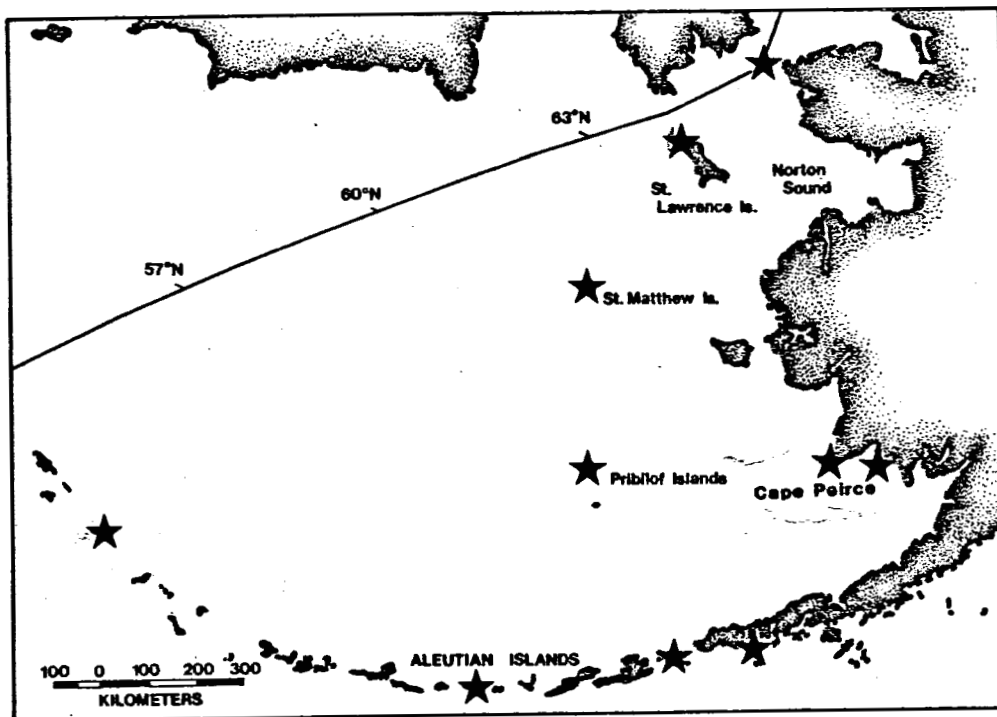 63°N
Norton
Sound
St.
Lawrence Is.
60°N
57°N
St. Matthew Is.
Pribilof Islands
Cape Peirce
ALEUTIAN ISLANDS
100 0 100 200 300
KILOMETERS